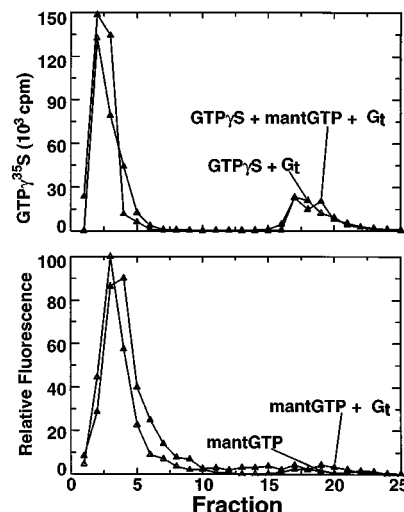 150
120
90
60
30
0
GTPγ³⁵S (10³ cpm)
GTPγS + mantGTP + Gt
GTPγS + Gt
100
80
60
40
20
0
Relative Fluorescence
mantGTP + Gt
mantGTP
0 5 10 15 20 25
Fraction